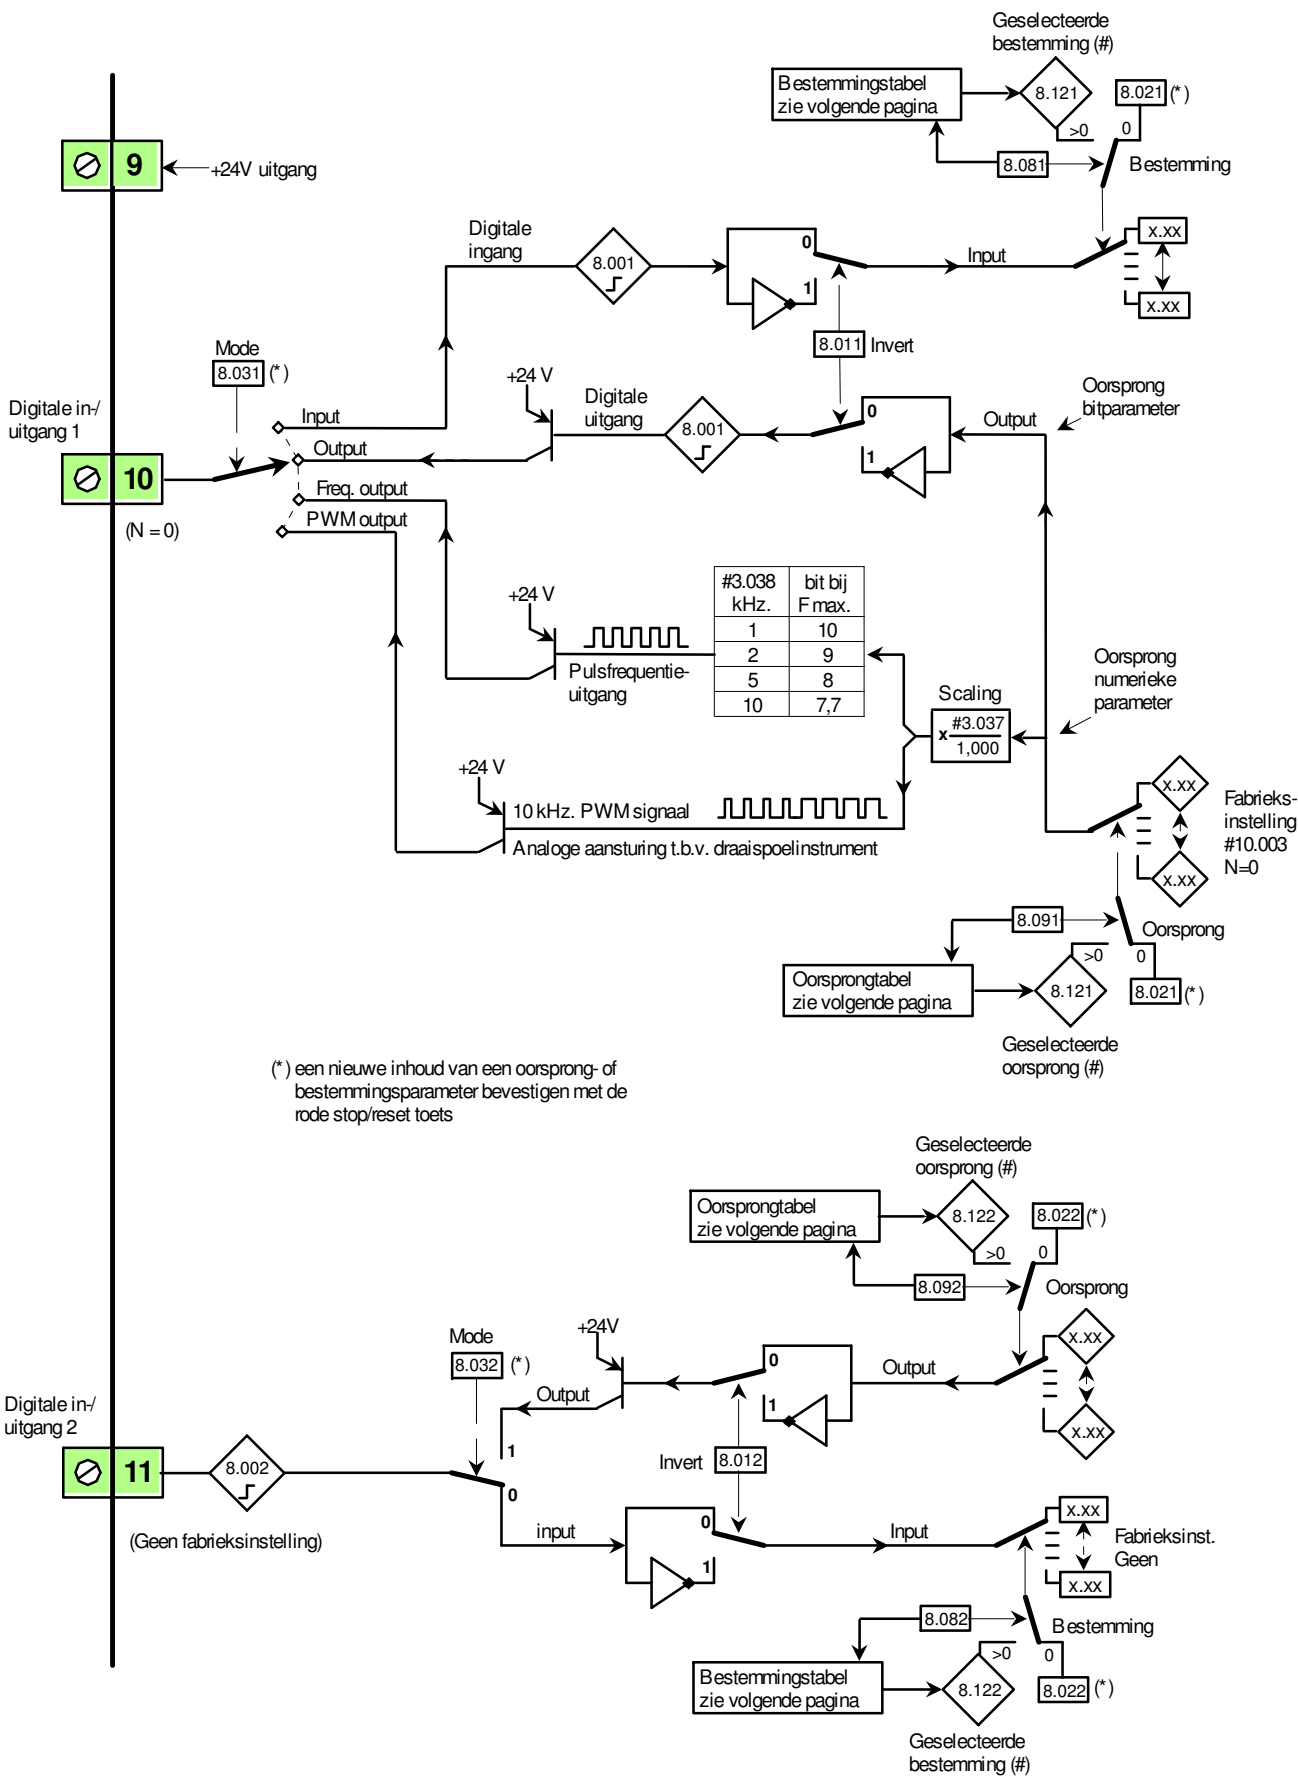 Geselecteerde
bestemming (#)
Bestemmingstabel
zie volgende pagina
8.121
8.021 (*)
>0
0
8.081
Bestemming
9
+24V uitgang
Digitale
ingang
8.001
0
1
Input
x.xx
x.xx
8.011 Invert
Mode
8.031 (*)
Digitale in-/
uitgang 1
10
(N = 0)
Input
Output
Freq. output
PWM output
+24 V
Digitale
uitgang
8.001
0
1
Output
Oorsprong
bitparameter
+24 V
Pulsfrequentie-
uitgang
#3.038 bit bij
kHz. Fmax.
1 10
2 9
5 8
10 7,7
Scaling
x #3.037
1,000
Oorsprong
numerieke
parameter
+24 V
10 kHz. PWM signaal
Analoge aansturing t.b.v. draaispoelinstrument
x.xx
x.xx
Fabrieks-
instelling
#10.003
N=0
8.091
Oorsprong
>0
0
Oorsprongtabel
zie volgende pagina
8.121
8.021 (*)
Geselecteerde
oorsprong (#)
(*) een nieuwe inhoud van een oorsprong- of
bestemmingsparameter bevestigen met de
rode stop/reset toets
Geselecteerde
oorsprong (#)
Oorsprongtabel
zie volgende pagina
8.122
8.022 (*)
>0
0
8.092
Oorsprong
Mode
8.032 (*)
+24V
Output
0
1
Output
x.xx
x.xx
Digitale in-/
uitgang 2
11
8.002
(Geen fabrieksinstelling)
1
0
Invert 8.012
input
0
1
Input
x.xx
x.xx
Fabrieksinst.
Geen
8.082
Bestemming
>0
0
Bestemmingstabel
zie volgende pagina
8.122
8.022 (*)
Geselecteerde
bestemming (#)